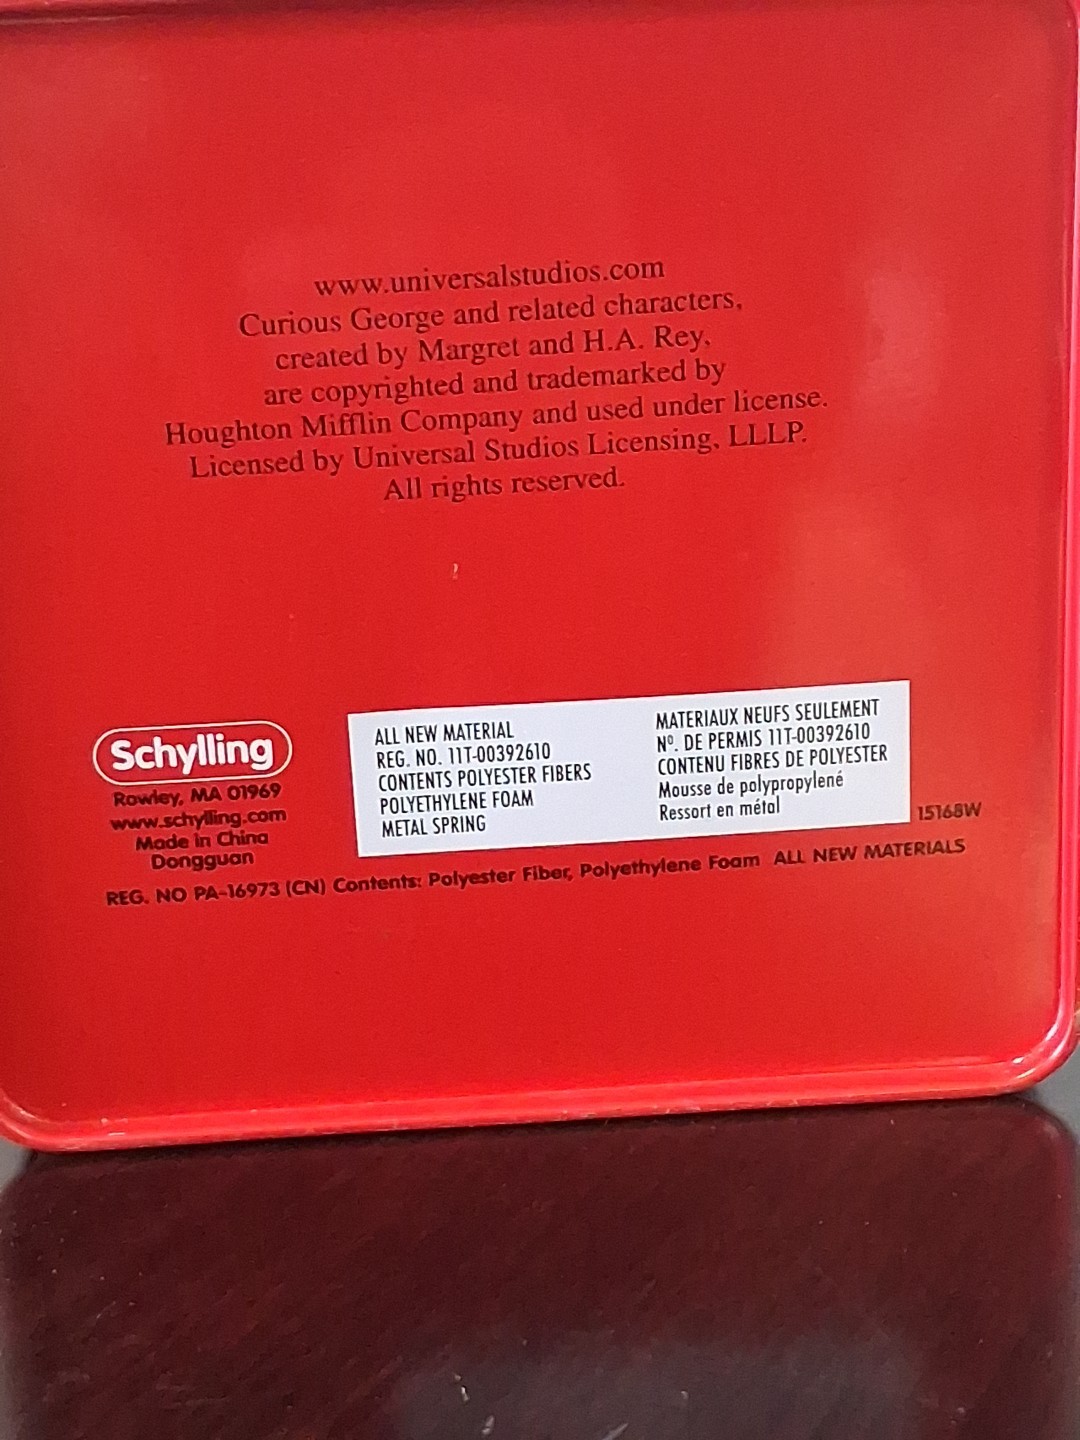 www.universalstudios.com
Curious George and related characters,
created by Margret and H.A. Rey,
are copyrighted and trademarked by
Houghton Mifflin Company and used under license.
Licensed by Universal Studios Licensing, LLLP.
All rights reserved.
Schylling
Rowley, MA 01969
www.schylling.com
Made in China
Dongguan
ALL NEW MATERIAL
REG. NO. 11T-00392610
CONTENTS POLYESTER FIBERS
POLYETHYLENE FOAM
METAL SPRING
MATERIAUX NEUFS SEULEMENT
Nº. DE PERMIS 11T-00392610
CONTENU FIBRES DE POLYESTER
Mousse de polypropylené
Ressort en métal
15168W
REG. NO PA-16973 (CN) Contents: Polyester Fiber, Polyethylene Foam ALL NEW MATERIALS